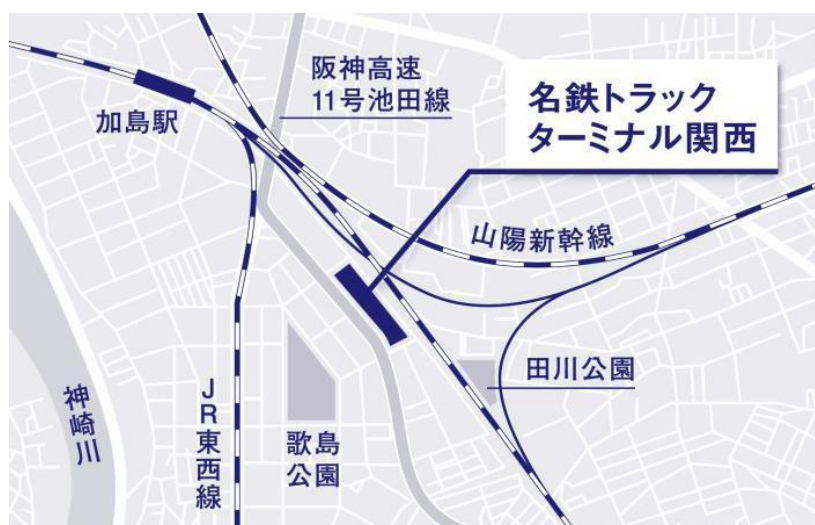 阪神高速
11号池田線
名鉄トラック
ターミナル関西
加島駅
山陽新幹線
田川公園
神崎川
JR東西線
歌島
公園